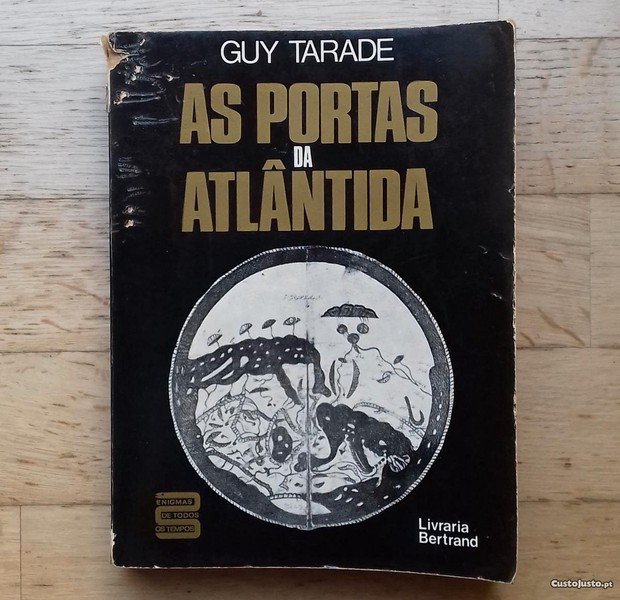 GUY TARADE
AS PORTAS
DA
ATLÂNTIDA
ENIGMAS
DE TODOS
OS TEMPOS
Livraria
Bertrand
CustoJusto.pt